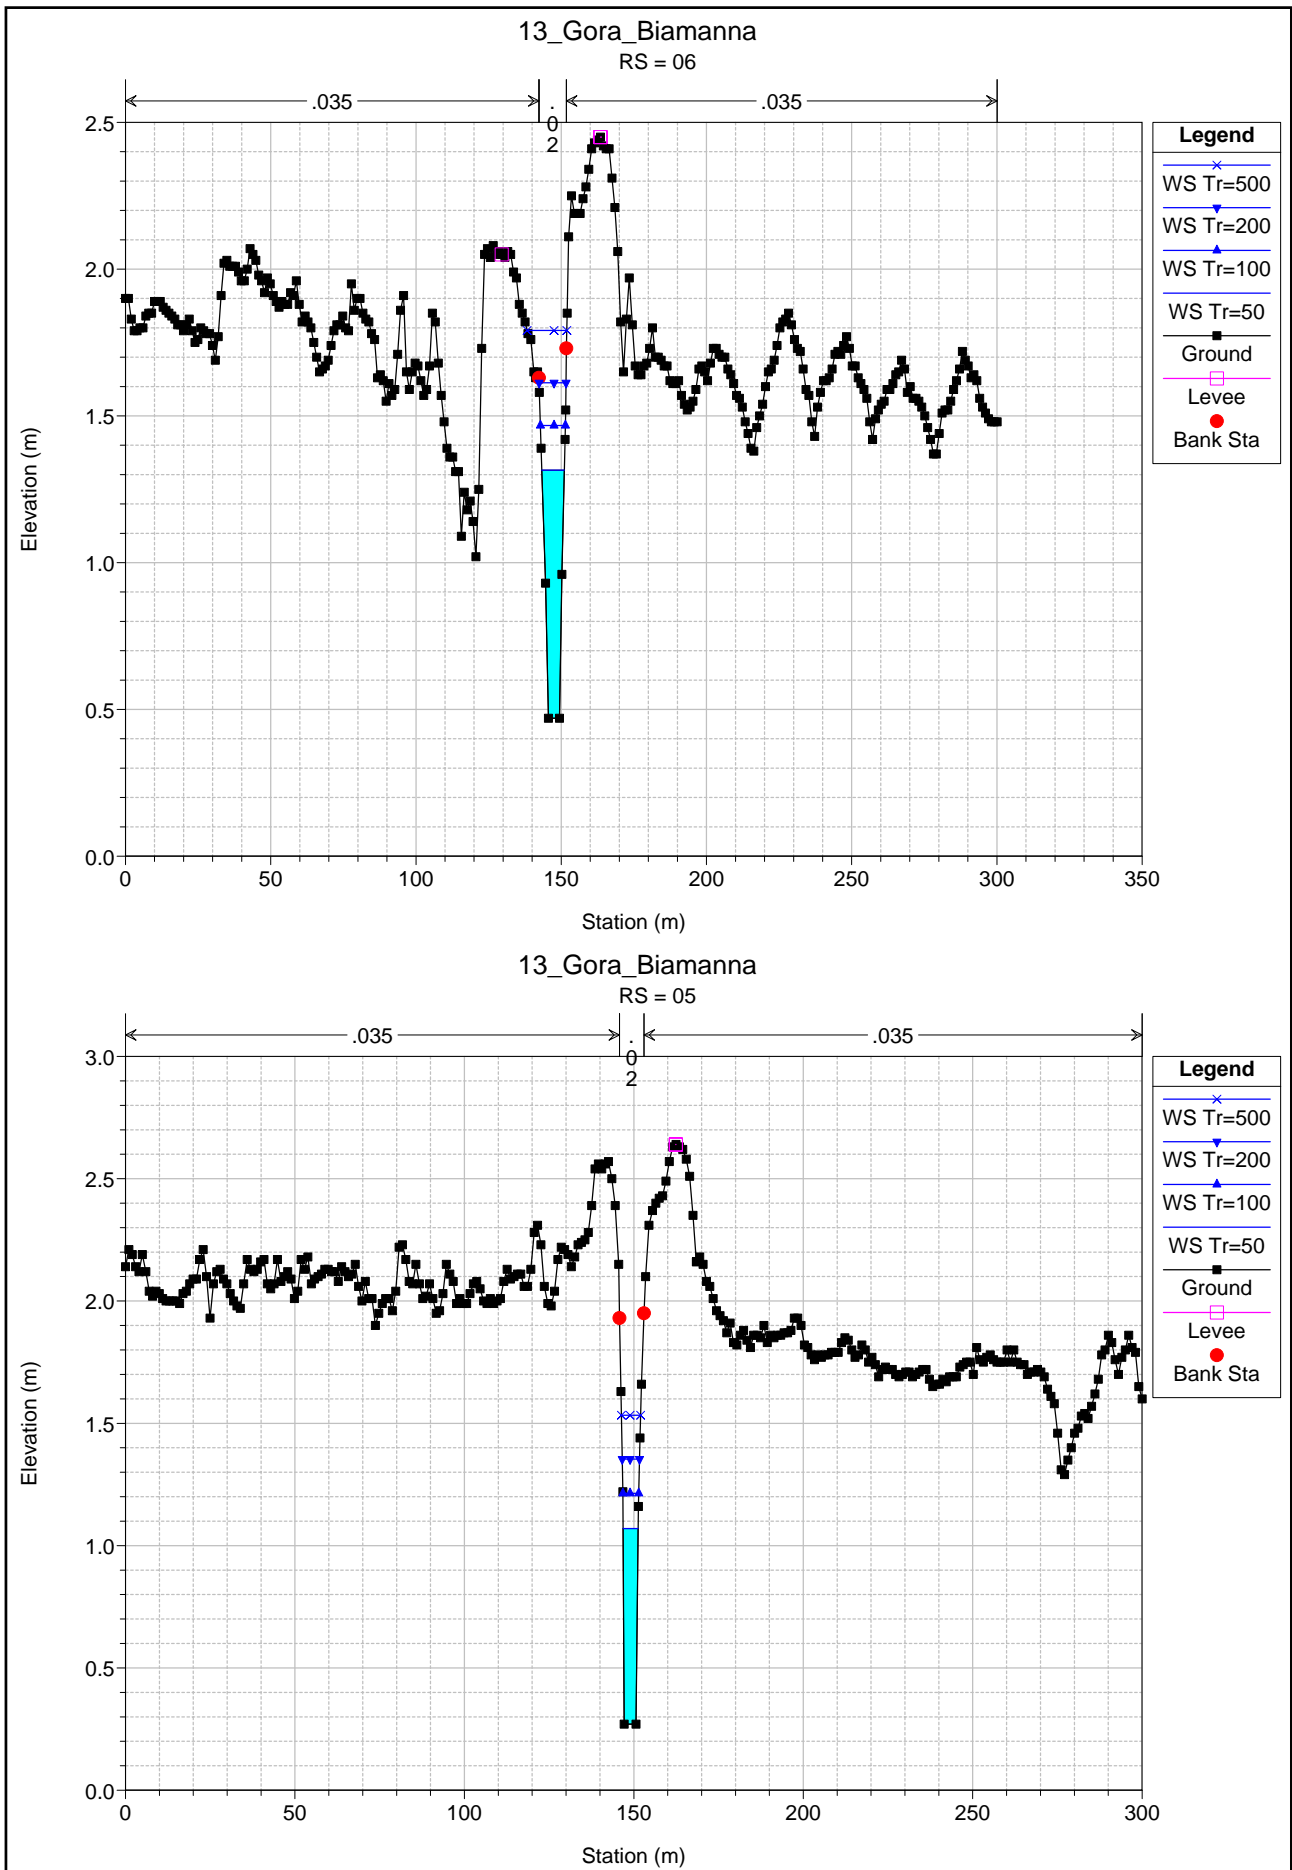 13_Gora_Biamanna
RS = 06
.035
.02
.035
Legend
WS Tr=500
WS Tr=200
WS Tr=100
WS Tr=50
Ground
Levee
Bank Sta
2.5
2.0
1.5
1.0
0.5
0.0
Elevation (m)
0 50 100 150 200 250 300 350
Station (m)
13_Gora_Biamanna
RS = 05
.035
.02
.035
Legend
WS Tr=500
WS Tr=200
WS Tr=100
WS Tr=50
Ground
Levee
Bank Sta
3.0
2.5
2.0
1.5
1.0
0.5
0.0
Elevation (m)
0 50 100 150 200 250 300
Station (m)